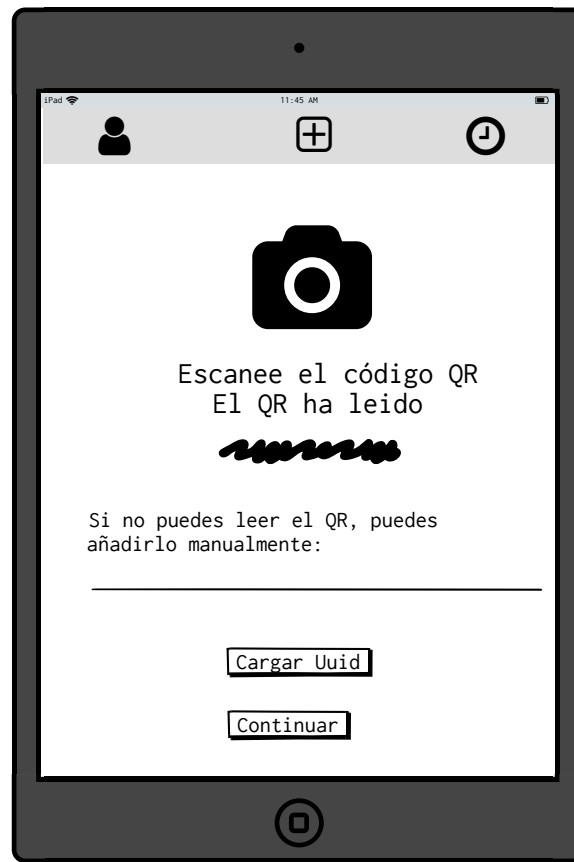 iPad 11:45 AM
Escanee el código QR
El QR ha leido
Si no puedes leer el QR, puedes
añadirlo manualmente:
Cargar Uuid
Continuar